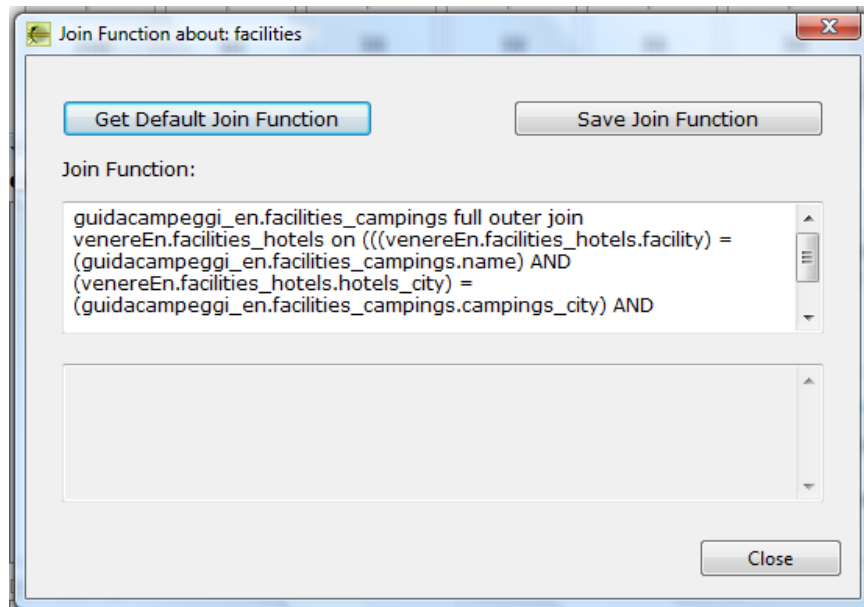 Join Function about: facilities
Get Default Join Function
Save Join Function
Join Function:
guidacampeggi_en.facilities_campings full outer join
venereEn.facilities_hotels on (((venereEn.facilities_hotels.facility) =
(guidacampeggi_en.facilities_campings.name) AND
(venereEn.facilities_hotels.hotels_city) =
(guidacampeggi_en.facilities_campings.campings_city) AND
Close